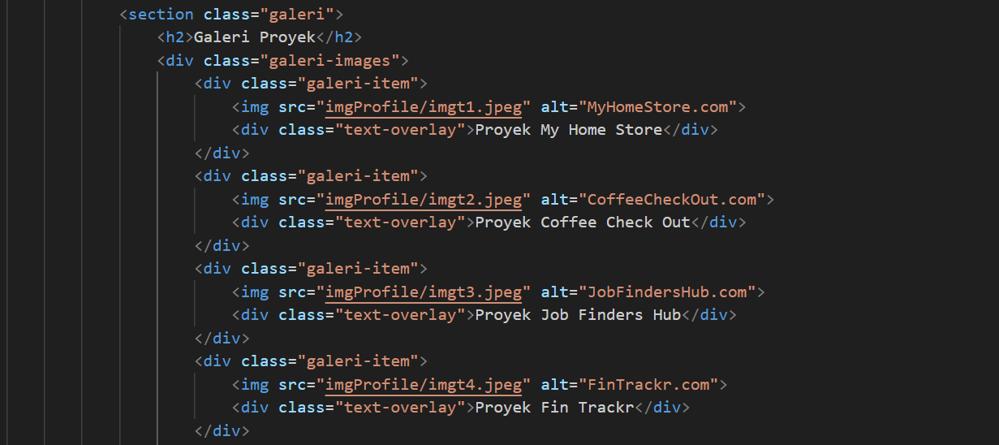 <section class="galeri">
<h2>Galeri Proyek</h2>
<div class="galeri-images">
<div class="galeri-item">
<img src="imgProfile/imgt1.jpeg" alt="MyHomeStore.com">
<div class="text-overlay">Proyek My Home Store</div>
</div>
<div class="galeri-item">
<img src="imgProfile/imgt2.jpeg" alt="CoffeeCheckOut.com">
<div class="text-overlay">Proyek Coffee Check Out</div>
</div>
<div class="galeri-item">
<img src="imgProfile/imgt3.jpeg" alt="JobFindersHub.com">
<div class="text-overlay">Proyek Job Finders Hub</div>
</div>
<div class="galeri-item">
<img src="imgProfile/imgt4.jpeg" alt="FinTrackr.com">
<div class="text-overlay">Proyek Fin Trackr</div>
</div>